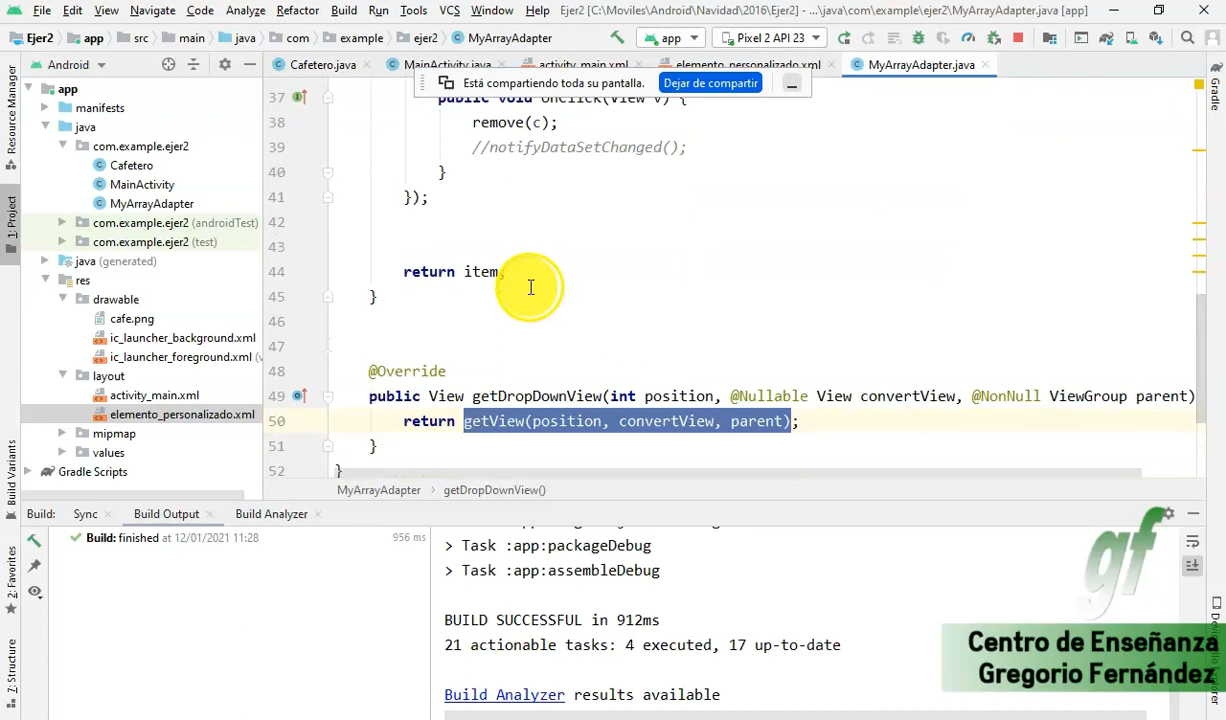 File Edit View Navigate Code Analyze Refactor Build Run Tools VCS Window Help Ejer2 [C:\Moviles\Android\Navidad\2016\Ejer2] - ...\java\com\example\ejer2\MyArrayAdapter.java [app]
Ejer2 app src main java com example ejer2 MyArrayAdapter app Pixel 2 API 23
Android Cafetero.java MainActivity.java activity_main.xml elemento_personalizado.xml MyArrayAdapter.java
Está compartiendo toda su pantalla. Dejar de compartir
Resource Manager
1: Project
Build Variants
2: Favorites
7: Structure
Gradle
app
manifests
java
com.example.ejer2
Cafetero
MainActivity
MyArrayAdapter
com.example.ejer2 (androidTest)
com.example.ejer2 (test)
java (generated)
res
drawable
cafe.png
ic_launcher_background.xml
ic_launcher_foreground.xml
layout
activity_main.xml
elemento_personalizado.xml
mipmap
values
Gradle Scripts
37 public void onClick(View v) {
38 remove(c);
39 //notifyDataSetChanged();
40 }
41 });
42
43
44 return item;
45 }
46
47
48 @Override
49 public View getDropDownView(int position, @Nullable View convertView, @NonNull ViewGroup parent)
50 return getView(position, convertView, parent);
51 }
52 }
MyArrayAdapter getDropDownView()
Build: Sync Build Output Build Analyzer
Build: finished at 12/01/2021 11:28 956 ms
> Task :app:packageDebug
> Task :app:assembleDebug
BUILD SUCCESSFUL in 912ms
21 actionable tasks: 4 executed, 17 up-to-date
Build Analyzer results available
gf
Centro de Enseñanza
Gregorio Fernández